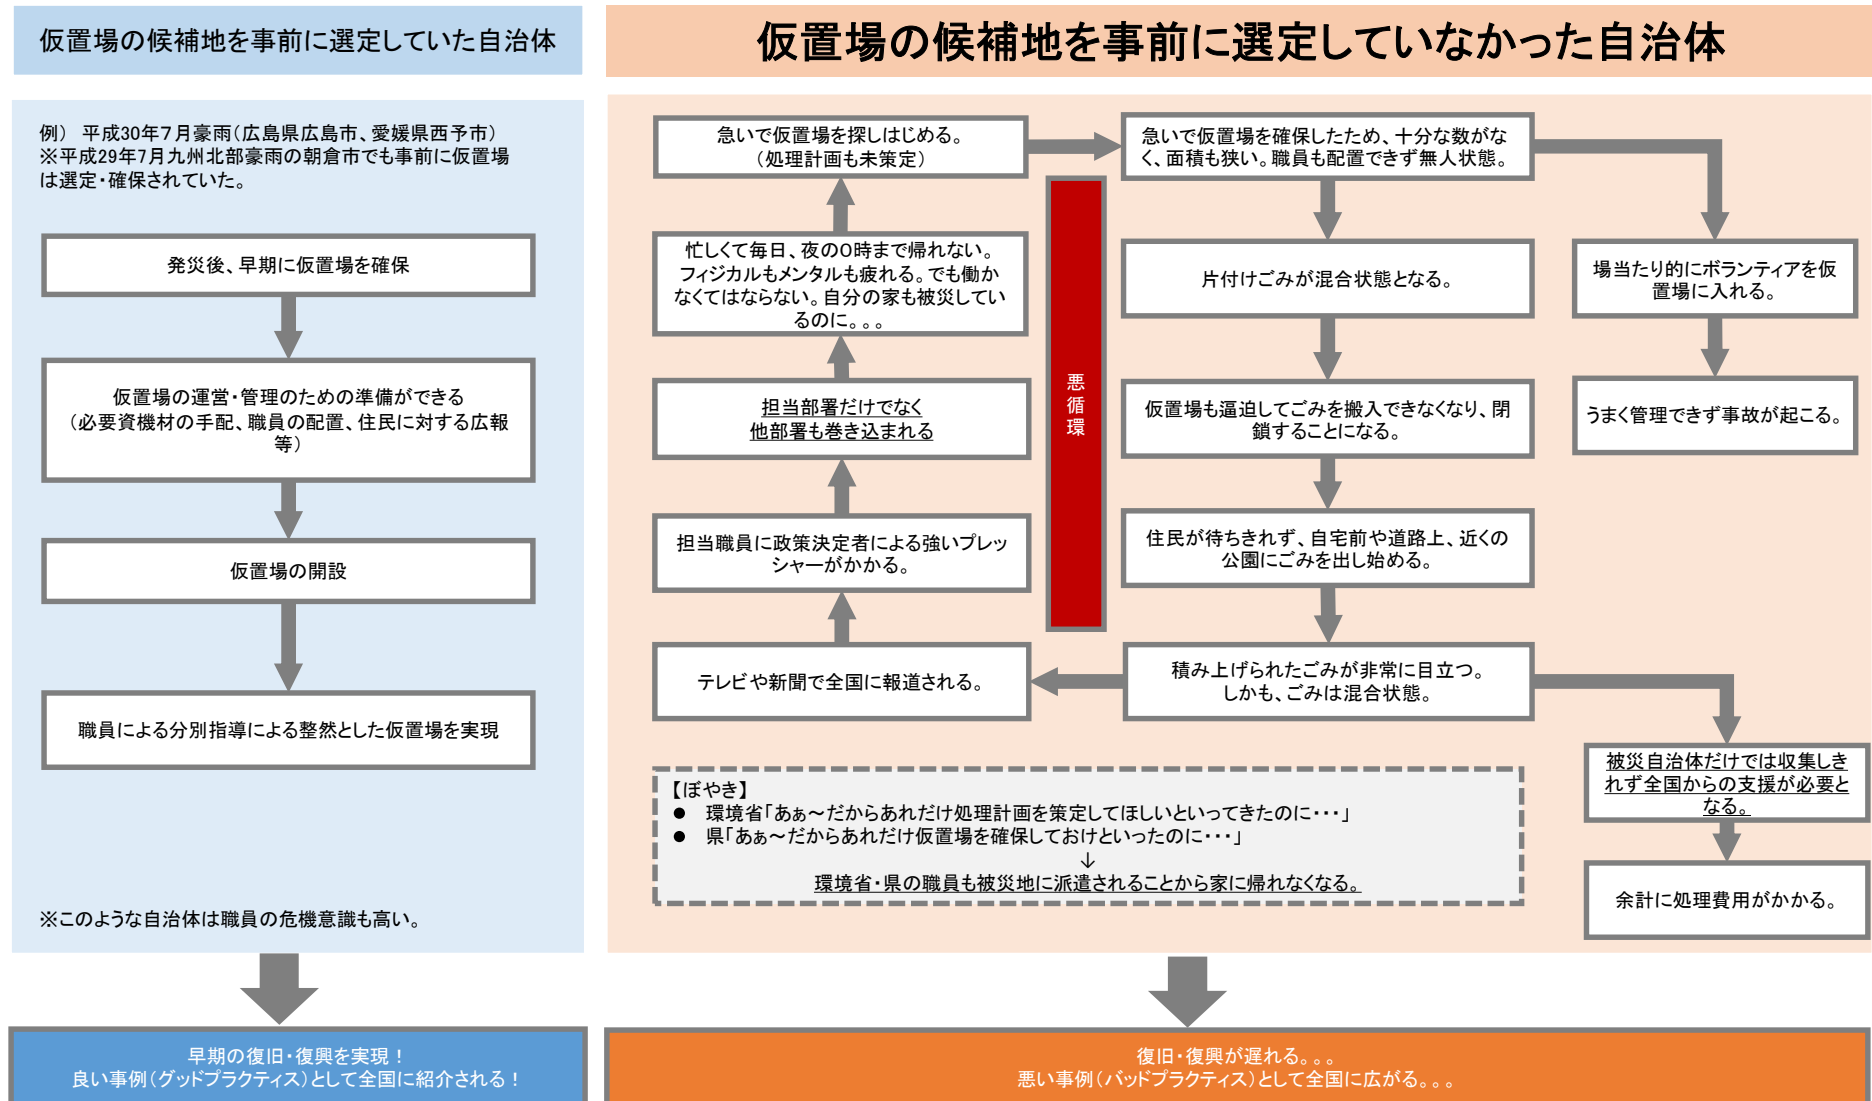 仮置場の候補地を事前に選定していた自治体
例） 平成30年7月豪雨（広島県広島市、愛媛県西予市）
※平成29年7月九州北部豪雨の朝倉市でも事前に仮置場
は選定・確保されていた。
発災後、早期に仮置場を確保
仮置場の運営・管理のための準備ができる
（必要資機材の手配、職員の配置、住民に対する広報
等）
仮置場の開設
職員による分別指導による整然とした仮置場を実現
※このような自治体は職員の危機意識も高い。
早期の復旧・復興を実現！
良い事例（グッドプラクティス）として全国に紹介される！
仮置場の候補地を事前に選定していなかった自治体
急いで仮置場を探しはじめる。
（処理計画も未策定）
急いで仮置場を確保したため、十分な数がな
く、面積も狭い。職員も配置できず無人状態。
片付けごみが混合状態となる。
仮置場も逼迫してごみを搬入できなくなり、閉
鎖することになる。
住民が待ちきれず、自宅前や道路上、近くの
公園にごみを出し始める。
積み上げられたごみが非常に目立つ。
しかも、ごみは混合状態。
テレビや新聞で全国に報道される。
担当職員に政策決定者による強いプレッ
シャーがかかる。
担当部署だけでなく
他部署も巻き込まれる
忙しくて毎日、夜の0時まで帰れない。
フィジカルもメンタルも疲れる。でも働か
なくてはならない。自分の家も被災してい
るのに。。。
悪循環
場当たり的にボランティアを仮
置場に入れる。
うまく管理できず事故が起こる。
被災自治体だけでは収集しき
れず全国からの支援が必要と
なる。
余計に処理費用がかかる。
【ぼやき】
● 環境省「あぁ～だからあれだけ処理計画を策定してほしいといってきたのに・・・」
● 県「あぁ～だからあれだけ仮置場を確保しておけといったのに・・・」
↓
環境省・県の職員も被災地に派遣されることから家に帰れなくなる。
復旧・復興が遅れる。。。
悪い事例（バッドプラクティス）として全国に広がる。。。